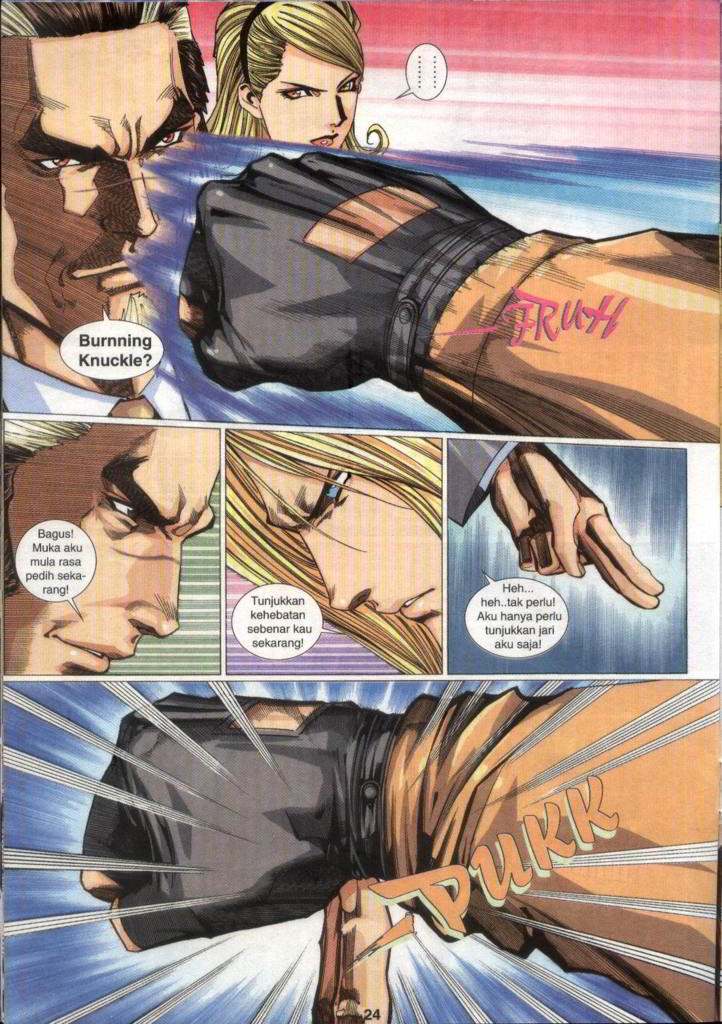 ........
FRUH
Burnning
Knuckle?
Bagus!
Muka aku
mula rasa
pedih seka-
rang!
Tunjukkan
kehebatan
sebenar kau
sekarang!
Heh...
heh..tak perlu!
Aku hanya perlu
tunjukkan jari
aku saja!
PUKK
24